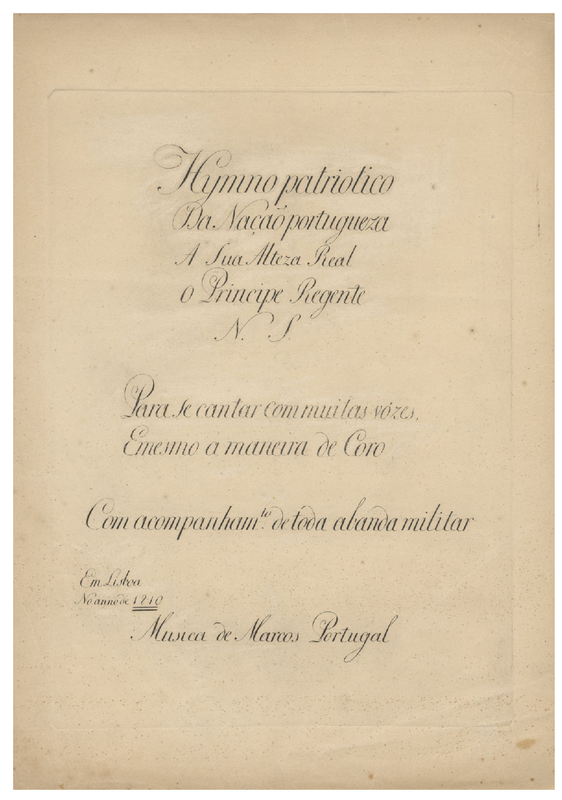 Hymno patriotico
Da Nação portugueza
A Sua Alteza Real
O Principe Regente
N. S.
Para se cantar com muitas vózes.
E mesmo a maneira de Coro
Com acompanham.to de toda a banda militar
Em Lisboa
No anno de 1810
Musica de Marcos Portugal